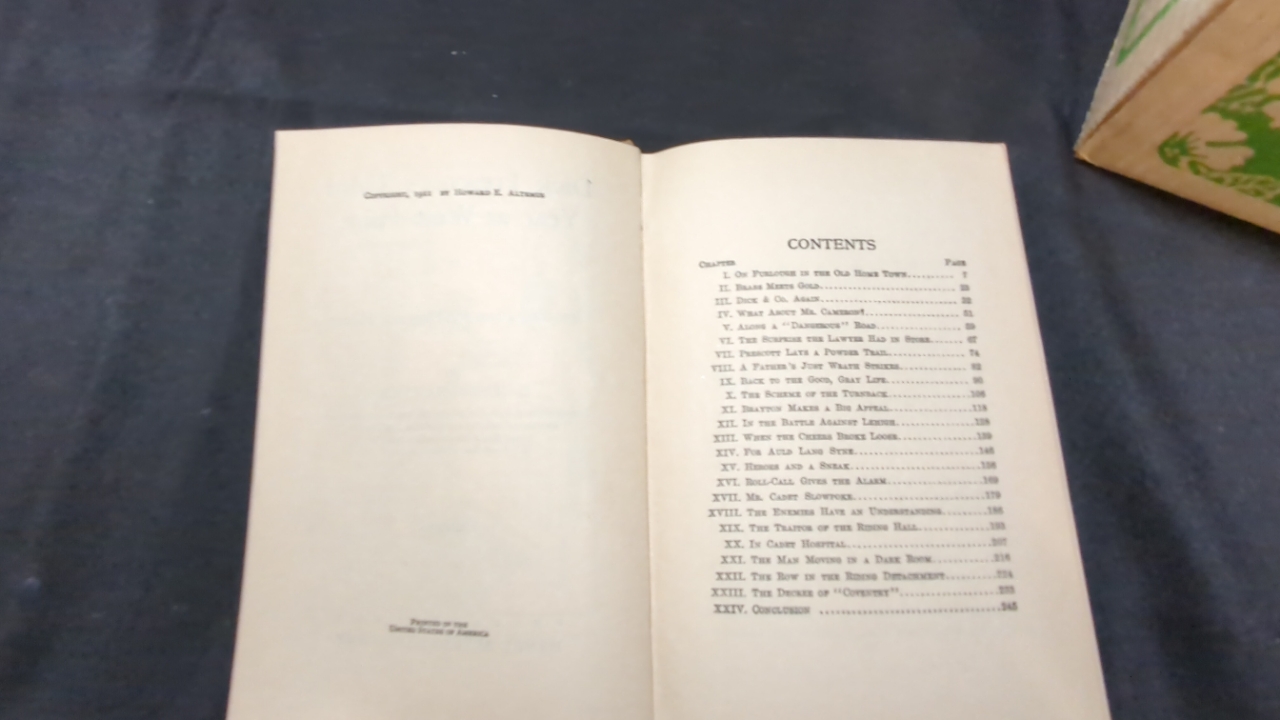 Copyright, 1911 by Howard E. Altemus
Printed in the
United States of America
CONTENTS
Chapter Page
I. On Furlough in the Old Home Town.......... 7
II. Brass Meets Gold
III. Dick & Co. Again
IV. What About Mr. Cameron?
V. Along a "Dangerous" Road
VI. The Surprise the Lawyer Had in Store....... 67
VII. Prescott Lays a Powder Trail.................. 74
VIII. A Father's Just Wrath Strikes
IX. Back to the Good, Gray Life
X. The Scheme of the Turnback
XI. Brayton Makes a Big Appeal....................118
XII. In the Battle Against Lehigh
XIII. When the Cheers Broke Loose
XIV. For Auld Lang Syne
XV. Heroes and a Sneak
XVI. Roll-Call Gives the Alarm....................169
XVII. Mr. Cadet Slowpoke...........................179
XVIII. The Enemies Have an Understanding.........186
XIX. The Traitor of the Riding Hall...............193
XX. In Cadet Hospital.............................207
XXI. The Man Moving in a Dark Room.............216
XXII. The Row in the Riding Detachment..........224
XXIII. The Decree of "Coventry"....................233
XXIV. Conclusion ......................................245